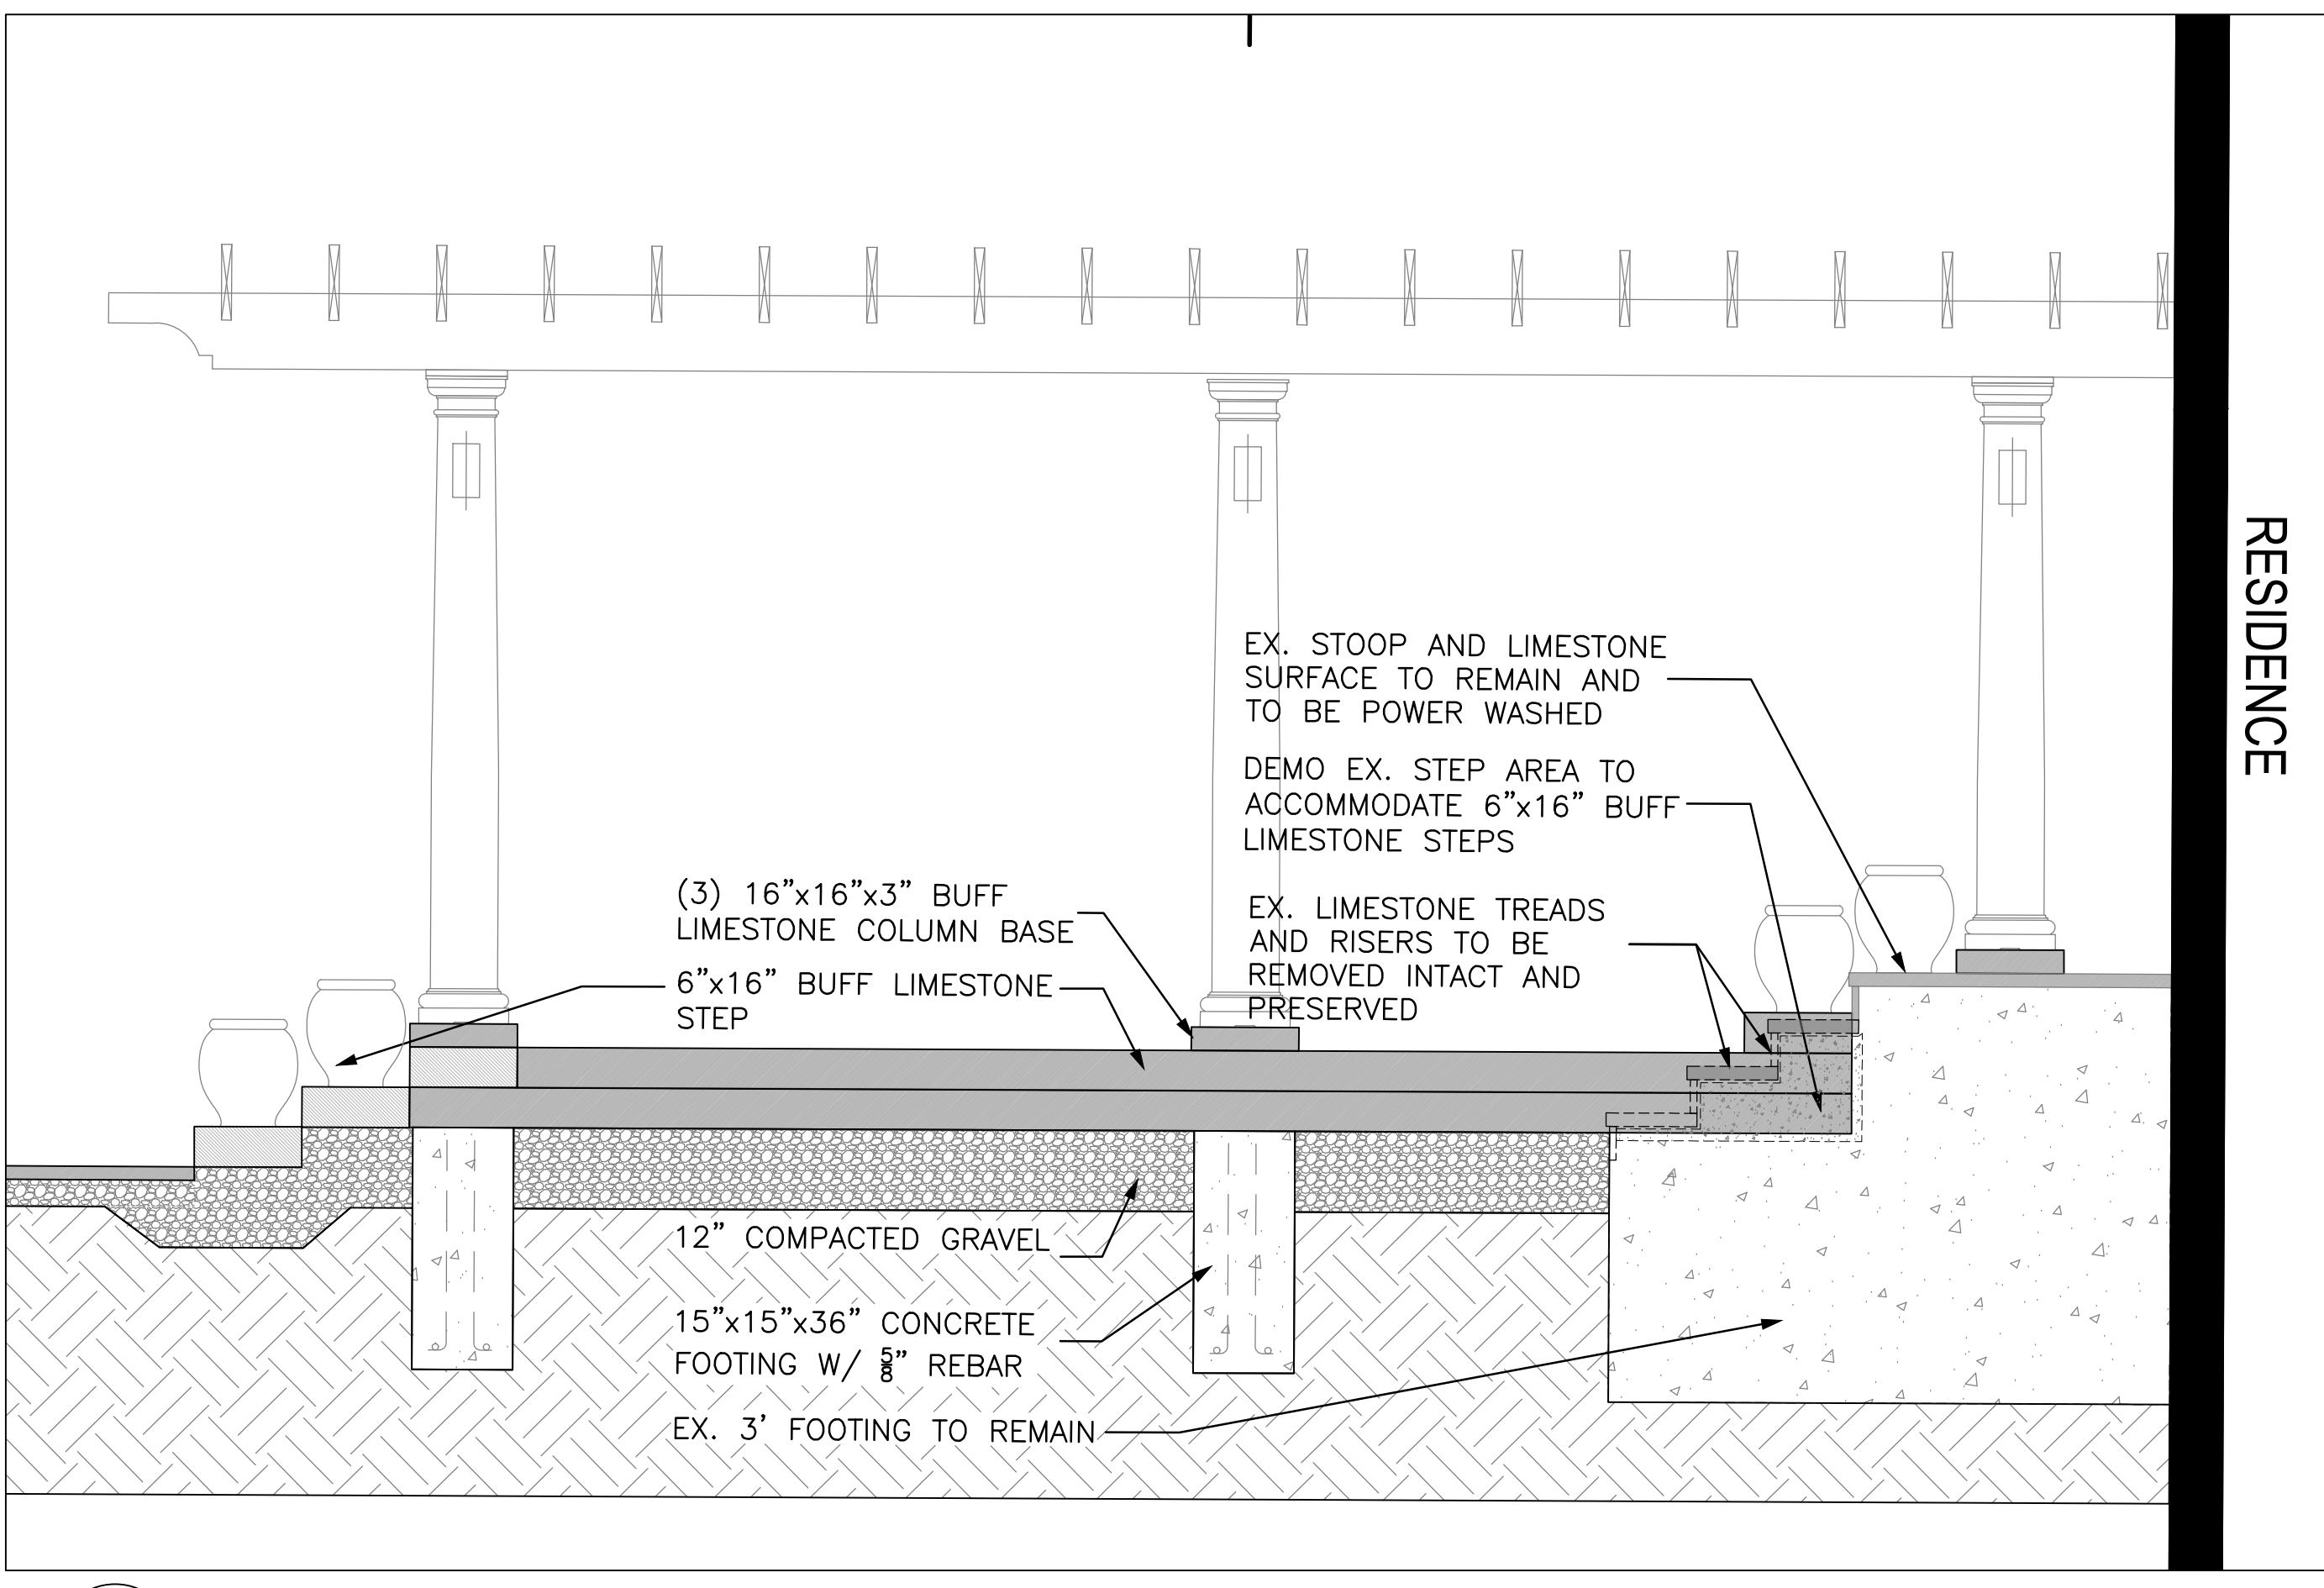 RESIDENCE
EX. STOOP AND LIMESTONE
SURFACE TO REMAIN AND
TO BE POWER WASHED
DEMO EX. STEP AREA TO
ACCOMMODATE 6”x16” BUFF
LIMESTONE STEPS
EX. LIMESTONE TREADS
AND RISERS TO BE
REMOVED INTACT AND
PRESERVED
(3) 16”x16”x3” BUFF
LIMESTONE COLUMN BASE
6”x16” BUFF LIMESTONE
STEP
12” COMPACTED GRAVEL
15”x15”x36” CONCRETE
FOOTING W/ 5/8” REBAR
EX. 3’ FOOTING TO REMAIN